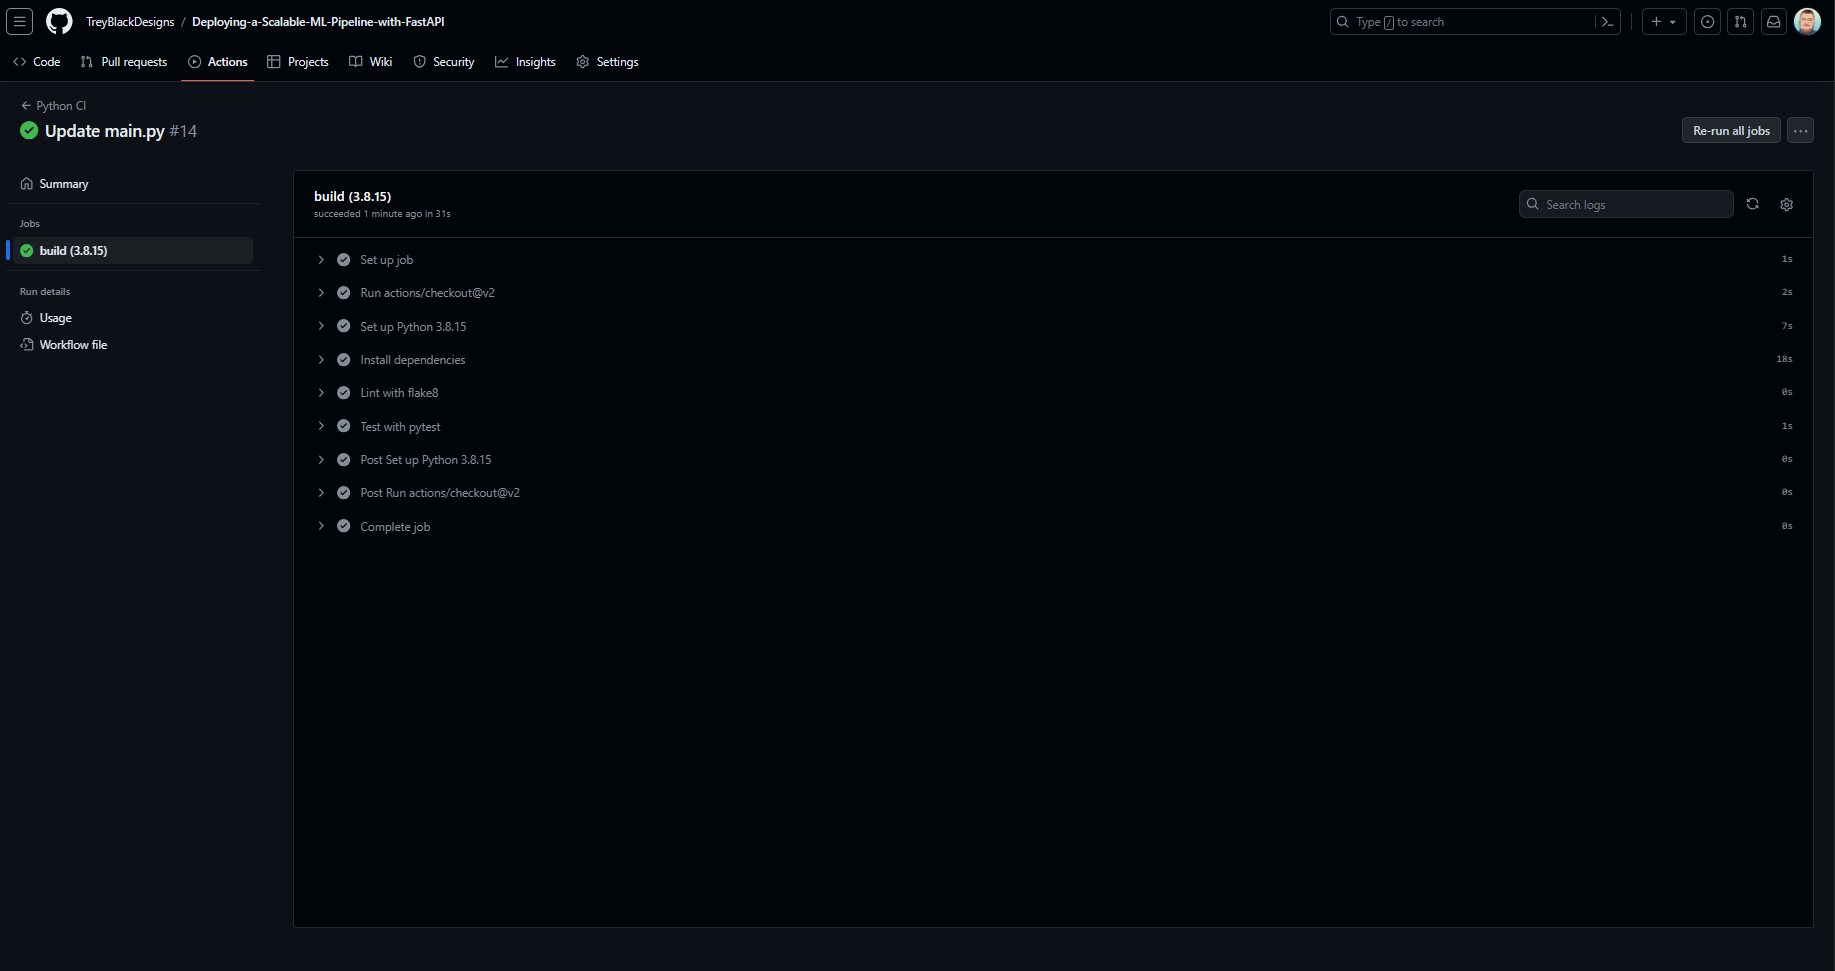 TreyBlackDesigns / Deploying-a-Scalable-ML-Pipeline-with-FastAPI
Type / to search
Code Pull requests Actions Projects Wiki Insights Security Settings
Python CI
Update main.py #14
Re-run all jobs
Summary
Jobs
build (3.8.15)
Run details
Usage
Workflow file
build (3.8.15)
succeeded 1 minute ago in 31s
Search logs
Set up job 1s
Run actions/checkout@v2 2s
Set up Python 3.8.15 7s
Install dependencies 18s
Lint with flake8 0s
Test with pytest 1s
Post Set up Python 3.8.15 0s
Post Run actions/checkout@v2 0s
Complete job 0s